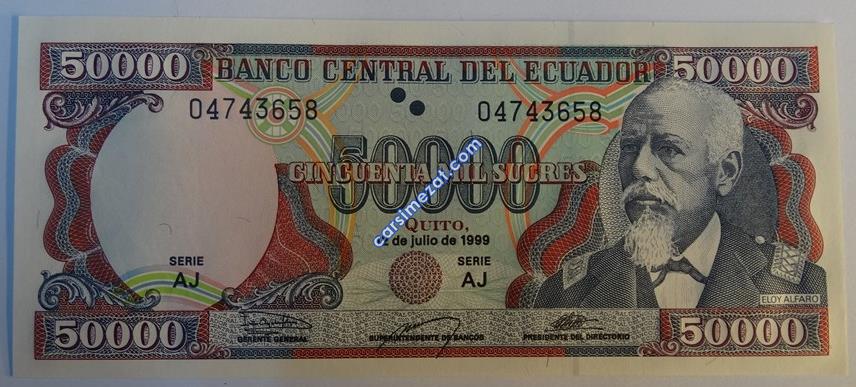 50000 BANCO CENTRAL DEL ECUADOR 50000
04743658 04743658
50000
CINCUENTA MIL SUCRES
carsimezat.com
QUITO,
2 de julio de 1999
SERIE
AJ
SERIE
AJ
ELOY ALFARO
50000 50000
GERENTE GENERAL SUPERINTENDENTE DE BANCOS PRESIDENTE DEL DIRECTORIO